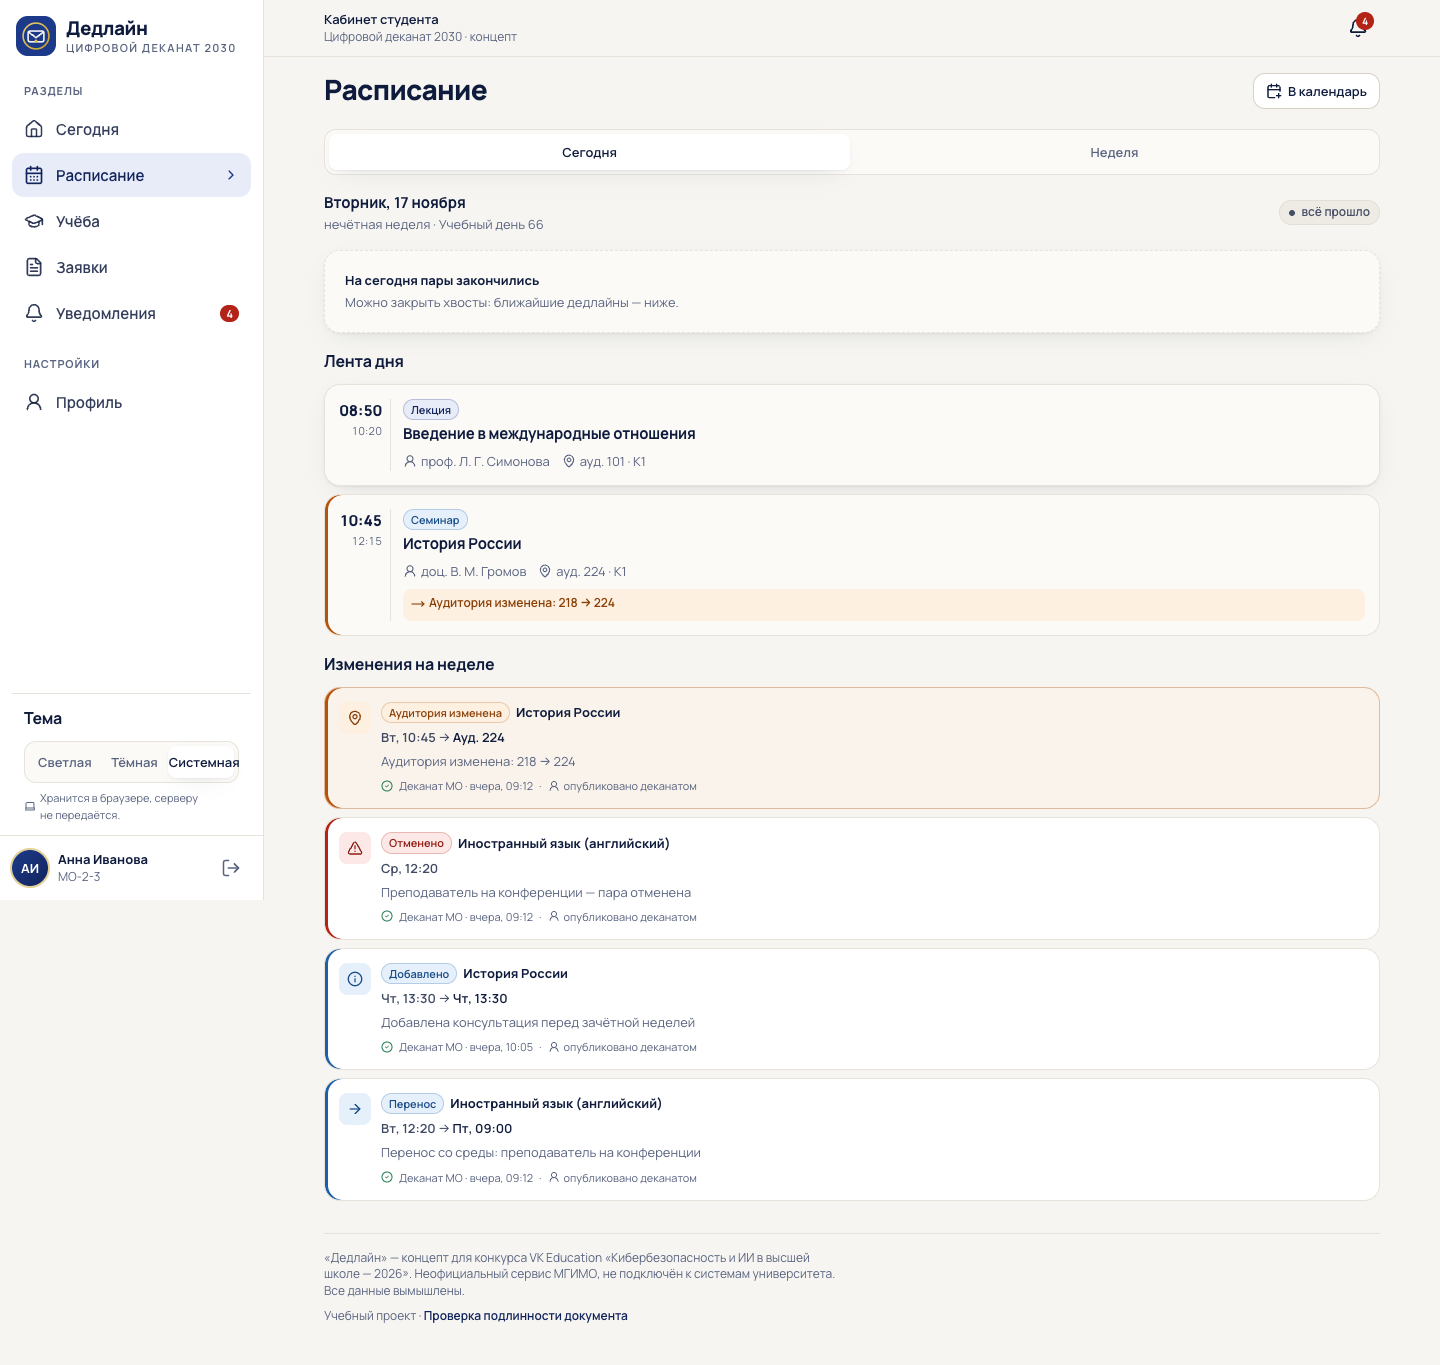 Дедлайн
ЦИФРОВОЙ ДЕКАНАТ 2030
РАЗДЕЛЫ
Сегодня
Расписание
Учёба
Заявки
Уведомления 4
НАСТРОЙКИ
Профиль
Тема
Светлая Тёмная Системная
Хранится в браузере, серверу
не передаётся.
АИ
Анна Иванова
МО-2-3
Кабинет студента
Цифровой деканат 2030 · концепт
4
Расписание
В календарь
Сегодня
Неделя
Вторник, 17 ноября
нечётная неделя · Учебный день 66
всё прошло
На сегодня пары закончились
Можно закрыть хвосты: ближайшие дедлайны — ниже.
Лента дня
08:50
10:20
Лекция
Введение в международные отношения
проф. Л. Г. Симонова ауд. 101 · К1
10:45
12:15
Семинар
История России
доц. В. М. Громов ауд. 224 · К1
→ Аудитория изменена: 218 → 224
Изменения на неделе
Аудитория изменена История России
Вт, 10:45 → Ауд. 224
Аудитория изменена: 218 → 224
Деканат МО · вчера, 09:12 · опубликовано деканатом
Отменено Иностранный язык (английский)
Ср, 12:20
Преподаватель на конференции — пара отменена
Деканат МО · вчера, 09:12 · опубликовано деканатом
Добавлено История России
Чт, 13:30 → Чт, 13:30
Добавлена консультация перед зачётной неделей
Деканат МО · вчера, 10:05 · опубликовано деканатом
Перенос Иностранный язык (английский)
Вт, 12:20 → Пт, 09:00
Перенос со среды: преподаватель на конференции
Деканат МО · вчера, 09:12 · опубликовано деканатом
«Дедлайн» — концепт для конкурса VK Education «Кибербезопасность и ИИ в высшей
школе — 2026». Неофициальный сервис МГИМО, не подключён к системам университета.
Все данные вымышлены.
Учебный проект · Проверка подлинности документа